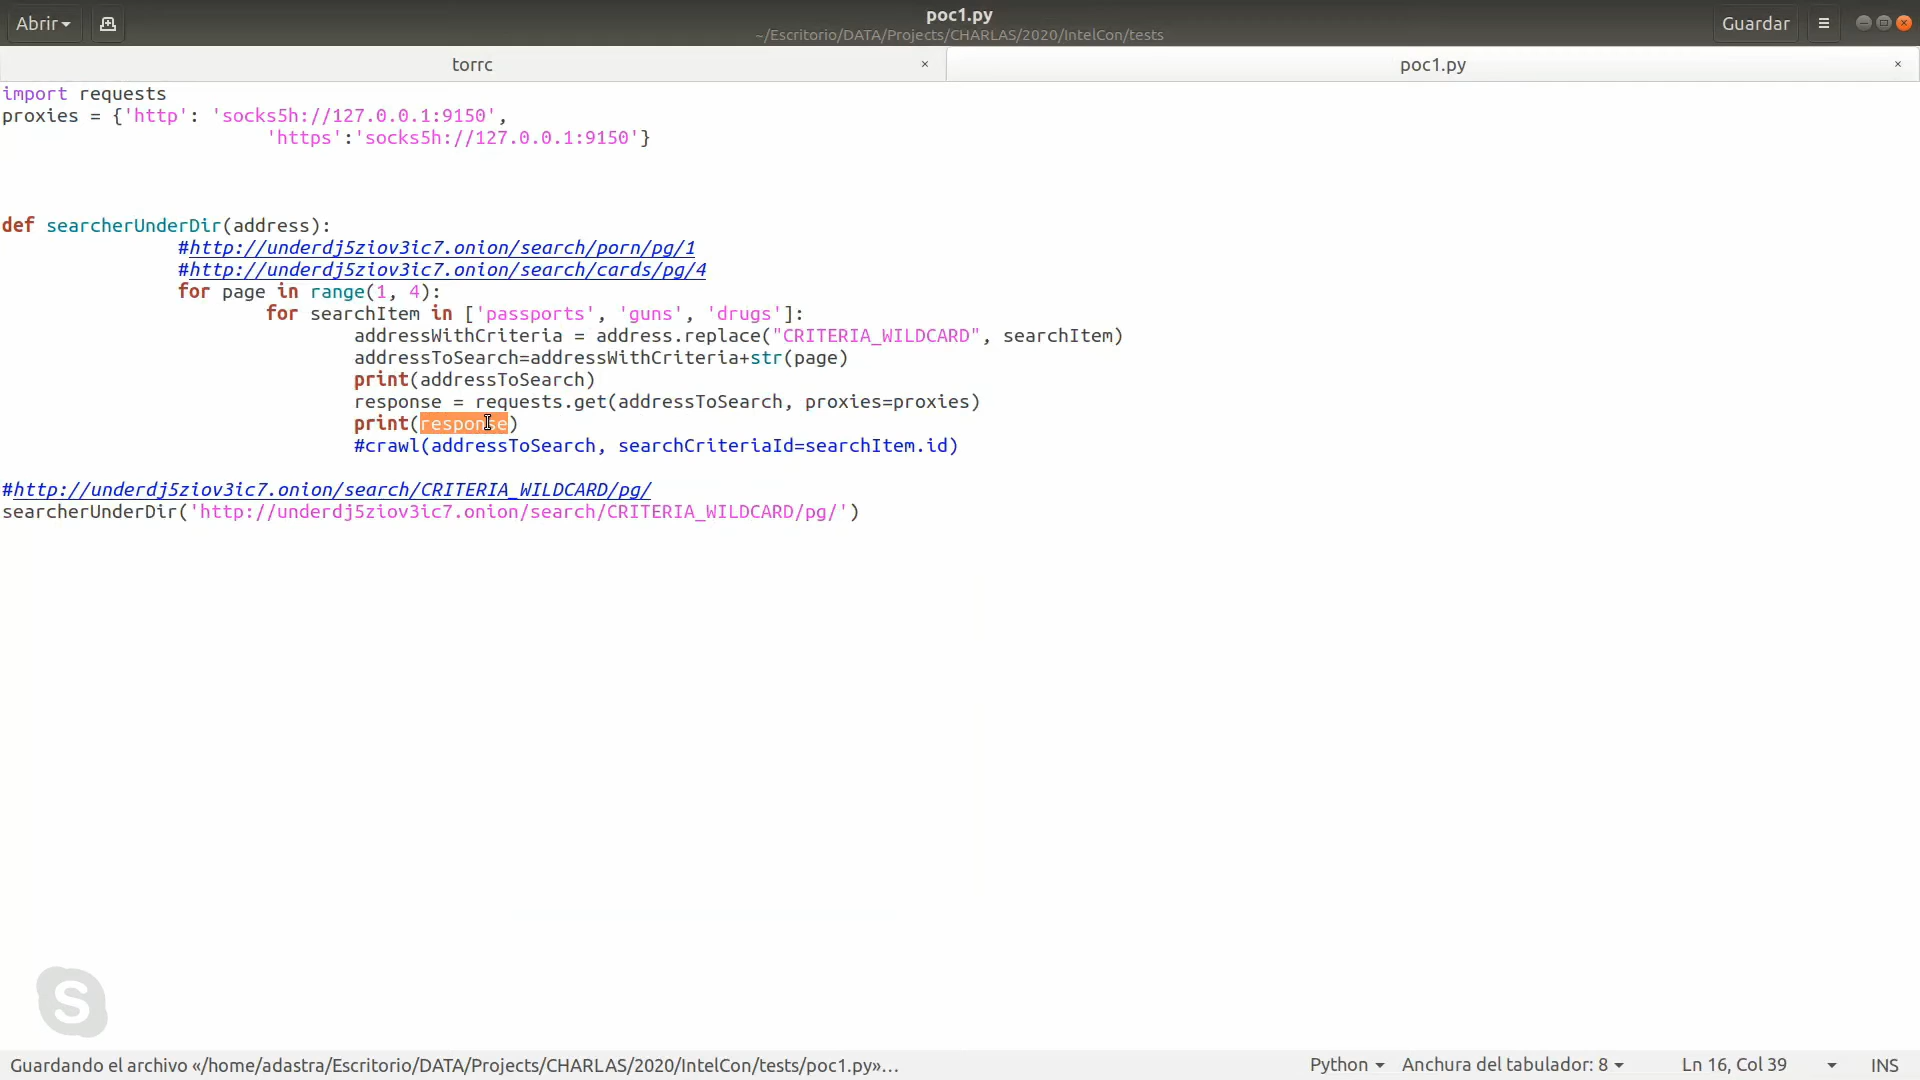 Abrir
poc1.py
~/Escritorio/DATA/Projects/CHARLAS/2020/IntelCon/tests
Guardar
torrc ×
poc1.py ×
import requests
proxies = {'http': 'socks5h://127.0.0.1:9150',
'https':'socks5h://127.0.0.1:9150'}
def searcherUnderDir(address):
#http://underdj5ziov3ic7.onion/search/porn/pg/1
#http://underdj5ziov3ic7.onion/search/cards/pg/4
for page in range(1, 4):
for searchItem in ['passports', 'guns', 'drugs']:
addressWithCriteria = address.replace("CRITERIA_WILDCARD", searchItem)
addressToSearch=addressWithCriteria+str(page)
print(addressToSearch)
response = requests.get(addressToSearch, proxies=proxies)
print(response)
#crawl(addressToSearch, searchCriteriaId=searchItem.id)
#http://underdj5ziov3ic7.onion/search/CRITERIA_WILDCARD/pg/
searcherUnderDir('http://underdj5ziov3ic7.onion/search/CRITERIA_WILDCARD/pg/')
S
Guardando el archivo «/home/adastra/Escritorio/DATA/Projects/CHARLAS/2020/IntelCon/tests/poc1.py»… Python Anchura del tabulador: 8 Ln 16, Col 39 INS